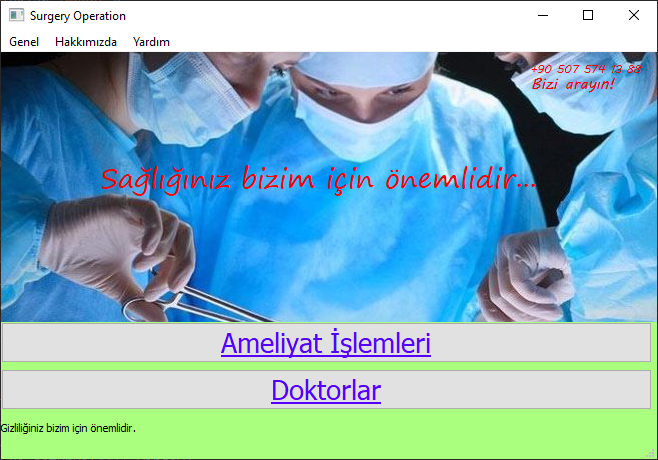 Surgery Operation
Genel Hakkımızda Yardım
+90 507 574 13 88
Bizi arayın!
Sağlığınız bizim için önemlidir...
Ameliyat İşlemleri
Doktorlar
Gizliliğiniz bizim için önemlidir.